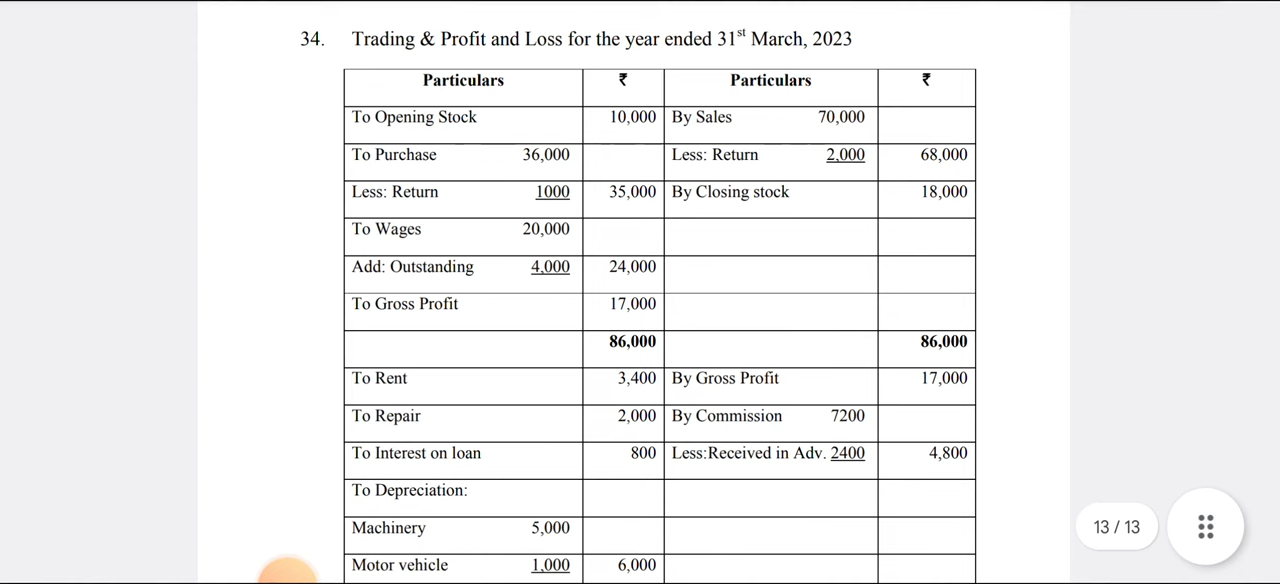 34. Trading & Profit and Loss for the year ended 31st March, 2023
Particulars ₹ Particulars ₹
To Opening Stock 10,000 By Sales 70,000
To Purchase 36,000 Less: Return 2,000 68,000
Less: Return 1000 35,000 By Closing stock 18,000
To Wages 20,000
Add: Outstanding 4,000 24,000
To Gross Profit 17,000
86,000 86,000
To Rent 3,400 By Gross Profit 17,000
To Repair 2,000 By Commission 7200
To Interest on loan 800 Less:Received in Adv. 2400 4,800
To Depreciation:
Machinery 5,000
Motor vehicle 1,000 6,000
13 / 13